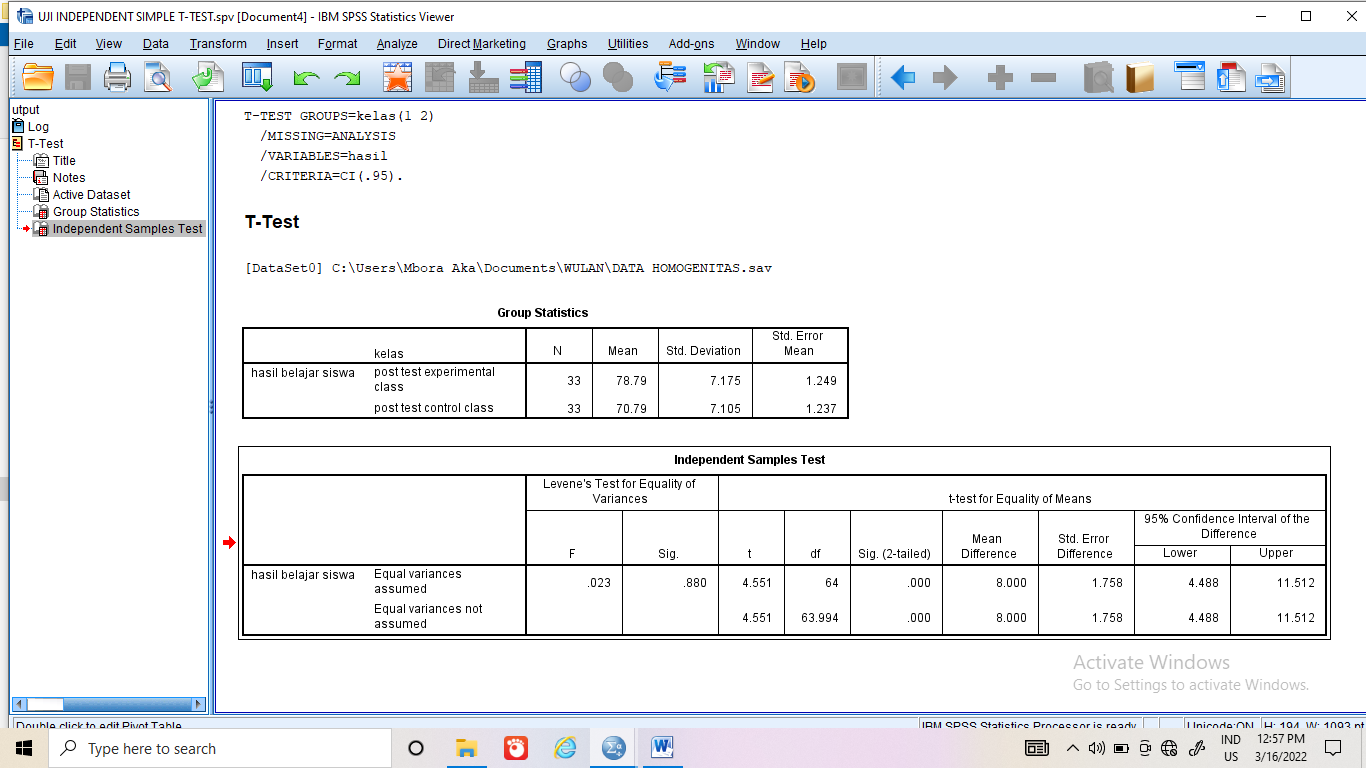 UJI INDEPENDENT SIMPLE T-TEST.spv [Document4] - IBM SPSS Statistics Viewer
File Edit View Data Transform Insert Format Analyze Direct Marketing Graphs Utilities Add-ons Window Help
utput
Log
T-Test
Title
Notes
Active Dataset
Group Statistics
Independent Samples Test
T-TEST GROUPS=kelas(1 2)
/MISSING=ANALYSIS
/VARIABLES=hasil
/CRITERIA=CI(.95).
T-Test
[DataSet0] C:\Users\Mbora Aka\Documents\WULAN\DATA HOMOGENITAS.sav
Group Statistics
kelas N Mean Std. Deviation Std. Error Mean
hasil belajar siswa post test experimental class 33 78.79 7.175 1.249
post test control class 33 70.79 7.105 1.237
Independent Samples Test
Levene's Test for Equality of Variances t-test for Equality of Means
95% Confidence Interval of the Difference
F Sig. t df Sig. (2-tailed) Mean Difference Std. Error Difference Lower Upper
hasil belajar siswa Equal variances assumed .023 .880 4.551 64 .000 8.000 1.758 4.488 11.512
Equal variances not assumed 4.551 63.994 .000 8.000 1.758 4.488 11.512
Activate Windows
Go to Settings to activate Windows.
Double click to edit Pivot Table
IBM SPSS Statistics Processor is ready Unicode:ON H: 194, W: 1093 pt
Type here to search
IND 12:57 PM
US 3/16/2022